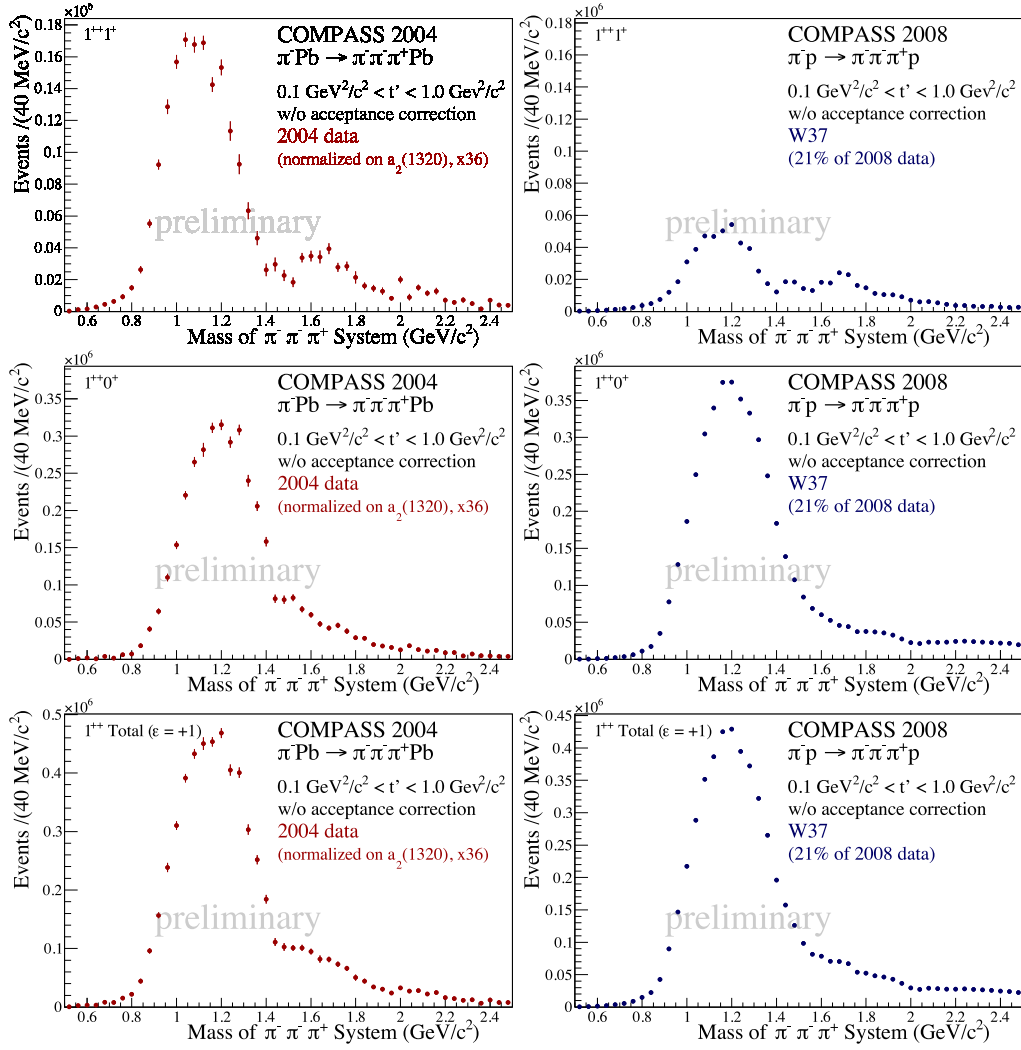 ×10⁶
1⁺⁺1⁺
COMPASS 2004
π⁻Pb → π⁻π⁻π⁺Pb
0.1 GeV²/c² < t' < 1.0 Gev²/c²
w/o acceptance correction
2004 data
(normalized on a₂(1320), x36)
preliminary
Events /(40 MeV/c²)
0.18
0.16
0.14
0.12
0.1
0.08
0.06
0.04
0.02
0
0.6 0.8 1 1.2 1.4 1.6 1.8 2 2.2 2.4
Mass of π⁻ π⁻ π⁺ System (GeV/c²)
×10⁶
1⁺⁺1⁺
COMPASS 2008
π⁻p → π⁻π⁻π⁺p
0.1 GeV²/c² < t' < 1.0 Gev²/c²
w/o acceptance correction
W37
(21% of 2008 data)
preliminary
Events /(40 MeV/c²)
0.18
0.16
0.14
0.12
0.1
0.08
0.06
0.04
0.02
0
0.6 0.8 1 1.2 1.4 1.6 1.8 2 2.2 2.4
Mass of π⁻ π⁻ π⁺ System (GeV/c²)
×10⁶
1⁺⁺0⁺
COMPASS 2004
π⁻Pb → π⁻π⁻π⁺Pb
0.1 GeV²/c² < t' < 1.0 Gev²/c²
w/o acceptance correction
2004 data
(normalized on a₂(1320), x36)
preliminary
Events /(40 MeV/c²)
0.35
0.3
0.25
0.2
0.15
0.1
0.05
0
0.6 0.8 1 1.2 1.4 1.6 1.8 2 2.2 2.4
Mass of π⁻ π⁻ π⁺ System (GeV/c²)
×10⁶
1⁺⁺0⁺
COMPASS 2008
π⁻p → π⁻π⁻π⁺p
0.1 GeV²/c² < t' < 1.0 Gev²/c²
w/o acceptance correction
W37
(21% of 2008 data)
preliminary
Events /(40 MeV/c²)
0.35
0.3
0.25
0.2
0.15
0.1
0.05
0
0.6 0.8 1 1.2 1.4 1.6 1.8 2 2.2 2.4
Mass of π⁻ π⁻ π⁺ System (GeV/c²)
×10⁶
1⁺⁺ Total (ε = +1)
COMPASS 2004
π⁻Pb → π⁻π⁻π⁺Pb
0.1 GeV²/c² < t' < 1.0 Gev²/c²
w/o acceptance correction
2004 data
(normalized on a₂(1320), x36)
preliminary
Events /(40 MeV/c²)
0.5
0.4
0.3
0.2
0.1
0
0.6 0.8 1 1.2 1.4 1.6 1.8 2 2.2 2.4
Mass of π⁻ π⁻ π⁺ System (GeV/c²)
×10⁶
1⁺⁺ Total (ε = +1)
COMPASS 2008
π⁻p → π⁻π⁻π⁺p
0.1 GeV²/c² < t' < 1.0 Gev²/c²
w/o acceptance correction
W37
(21% of 2008 data)
preliminary
Events /(40 MeV/c²)
0.45
0.4
0.35
0.3
0.25
0.2
0.15
0.1
0.05
0
0.6 0.8 1 1.2 1.4 1.6 1.8 2 2.2 2.4
Mass of π⁻ π⁻ π⁺ System (GeV/c²)